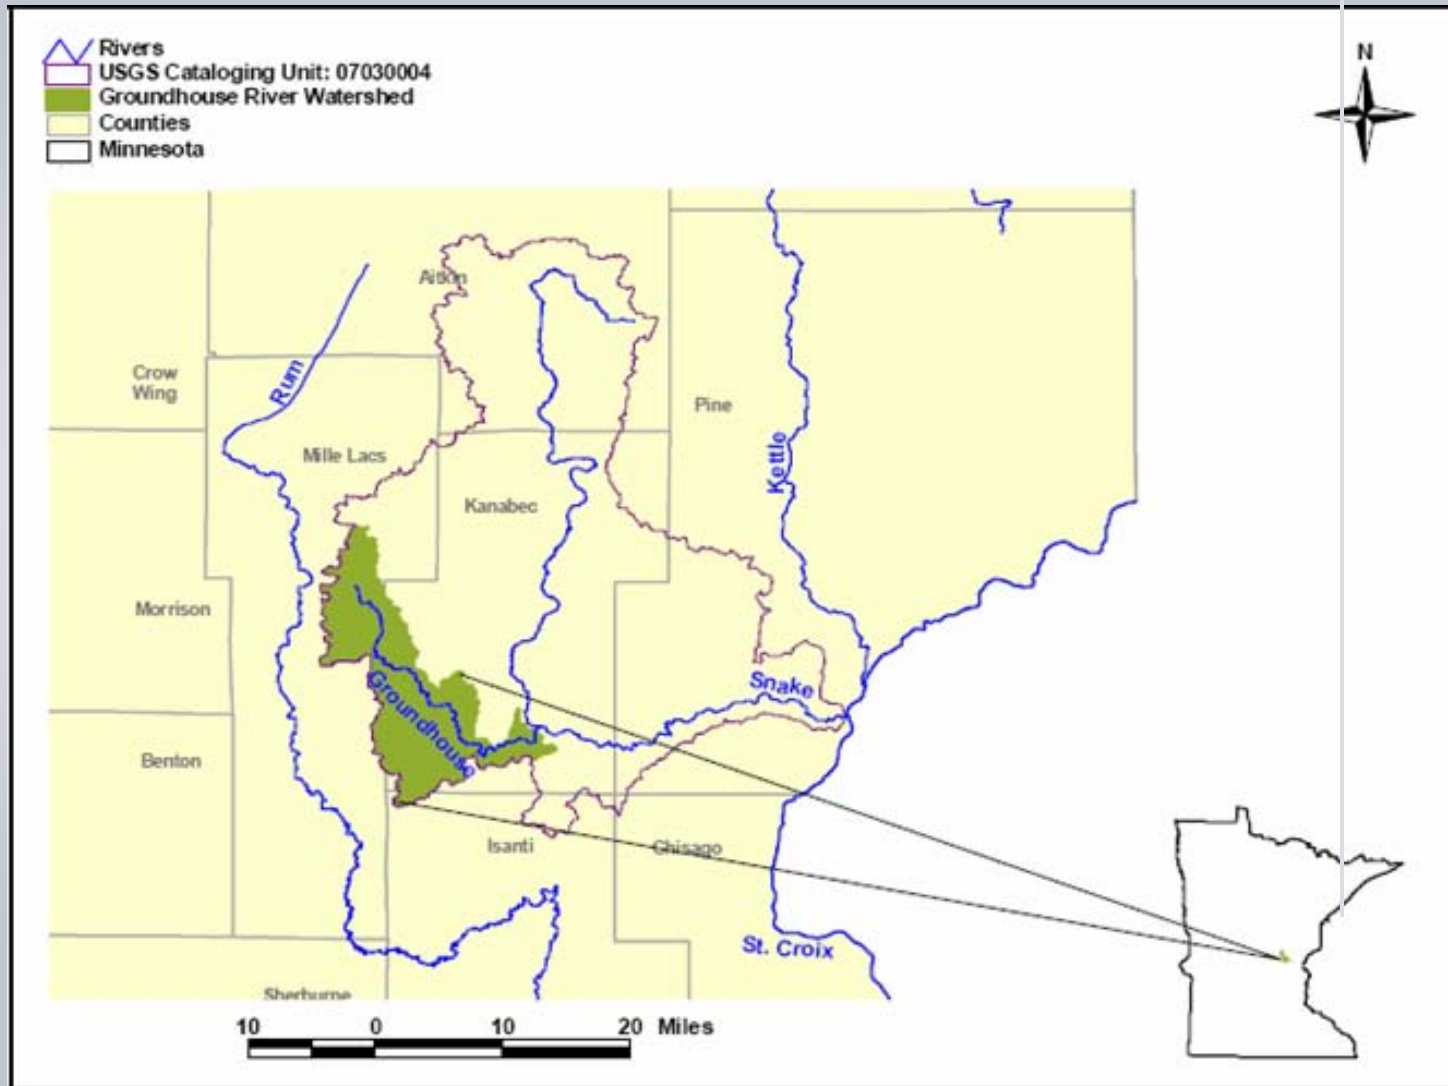 Rivers
USGS Cataloging Unit: 07030004
Groundhouse River Watershed
Counties
Minnesota
N
Aitkin
Rum
Crow
Wing
Pine
Kettle
Mille Lacs
Kanabec
Morrison
Snake
Groundhouse
Benton
Isanti
Chisago
St. Croix
Sherburne
10 0 10 20 Miles